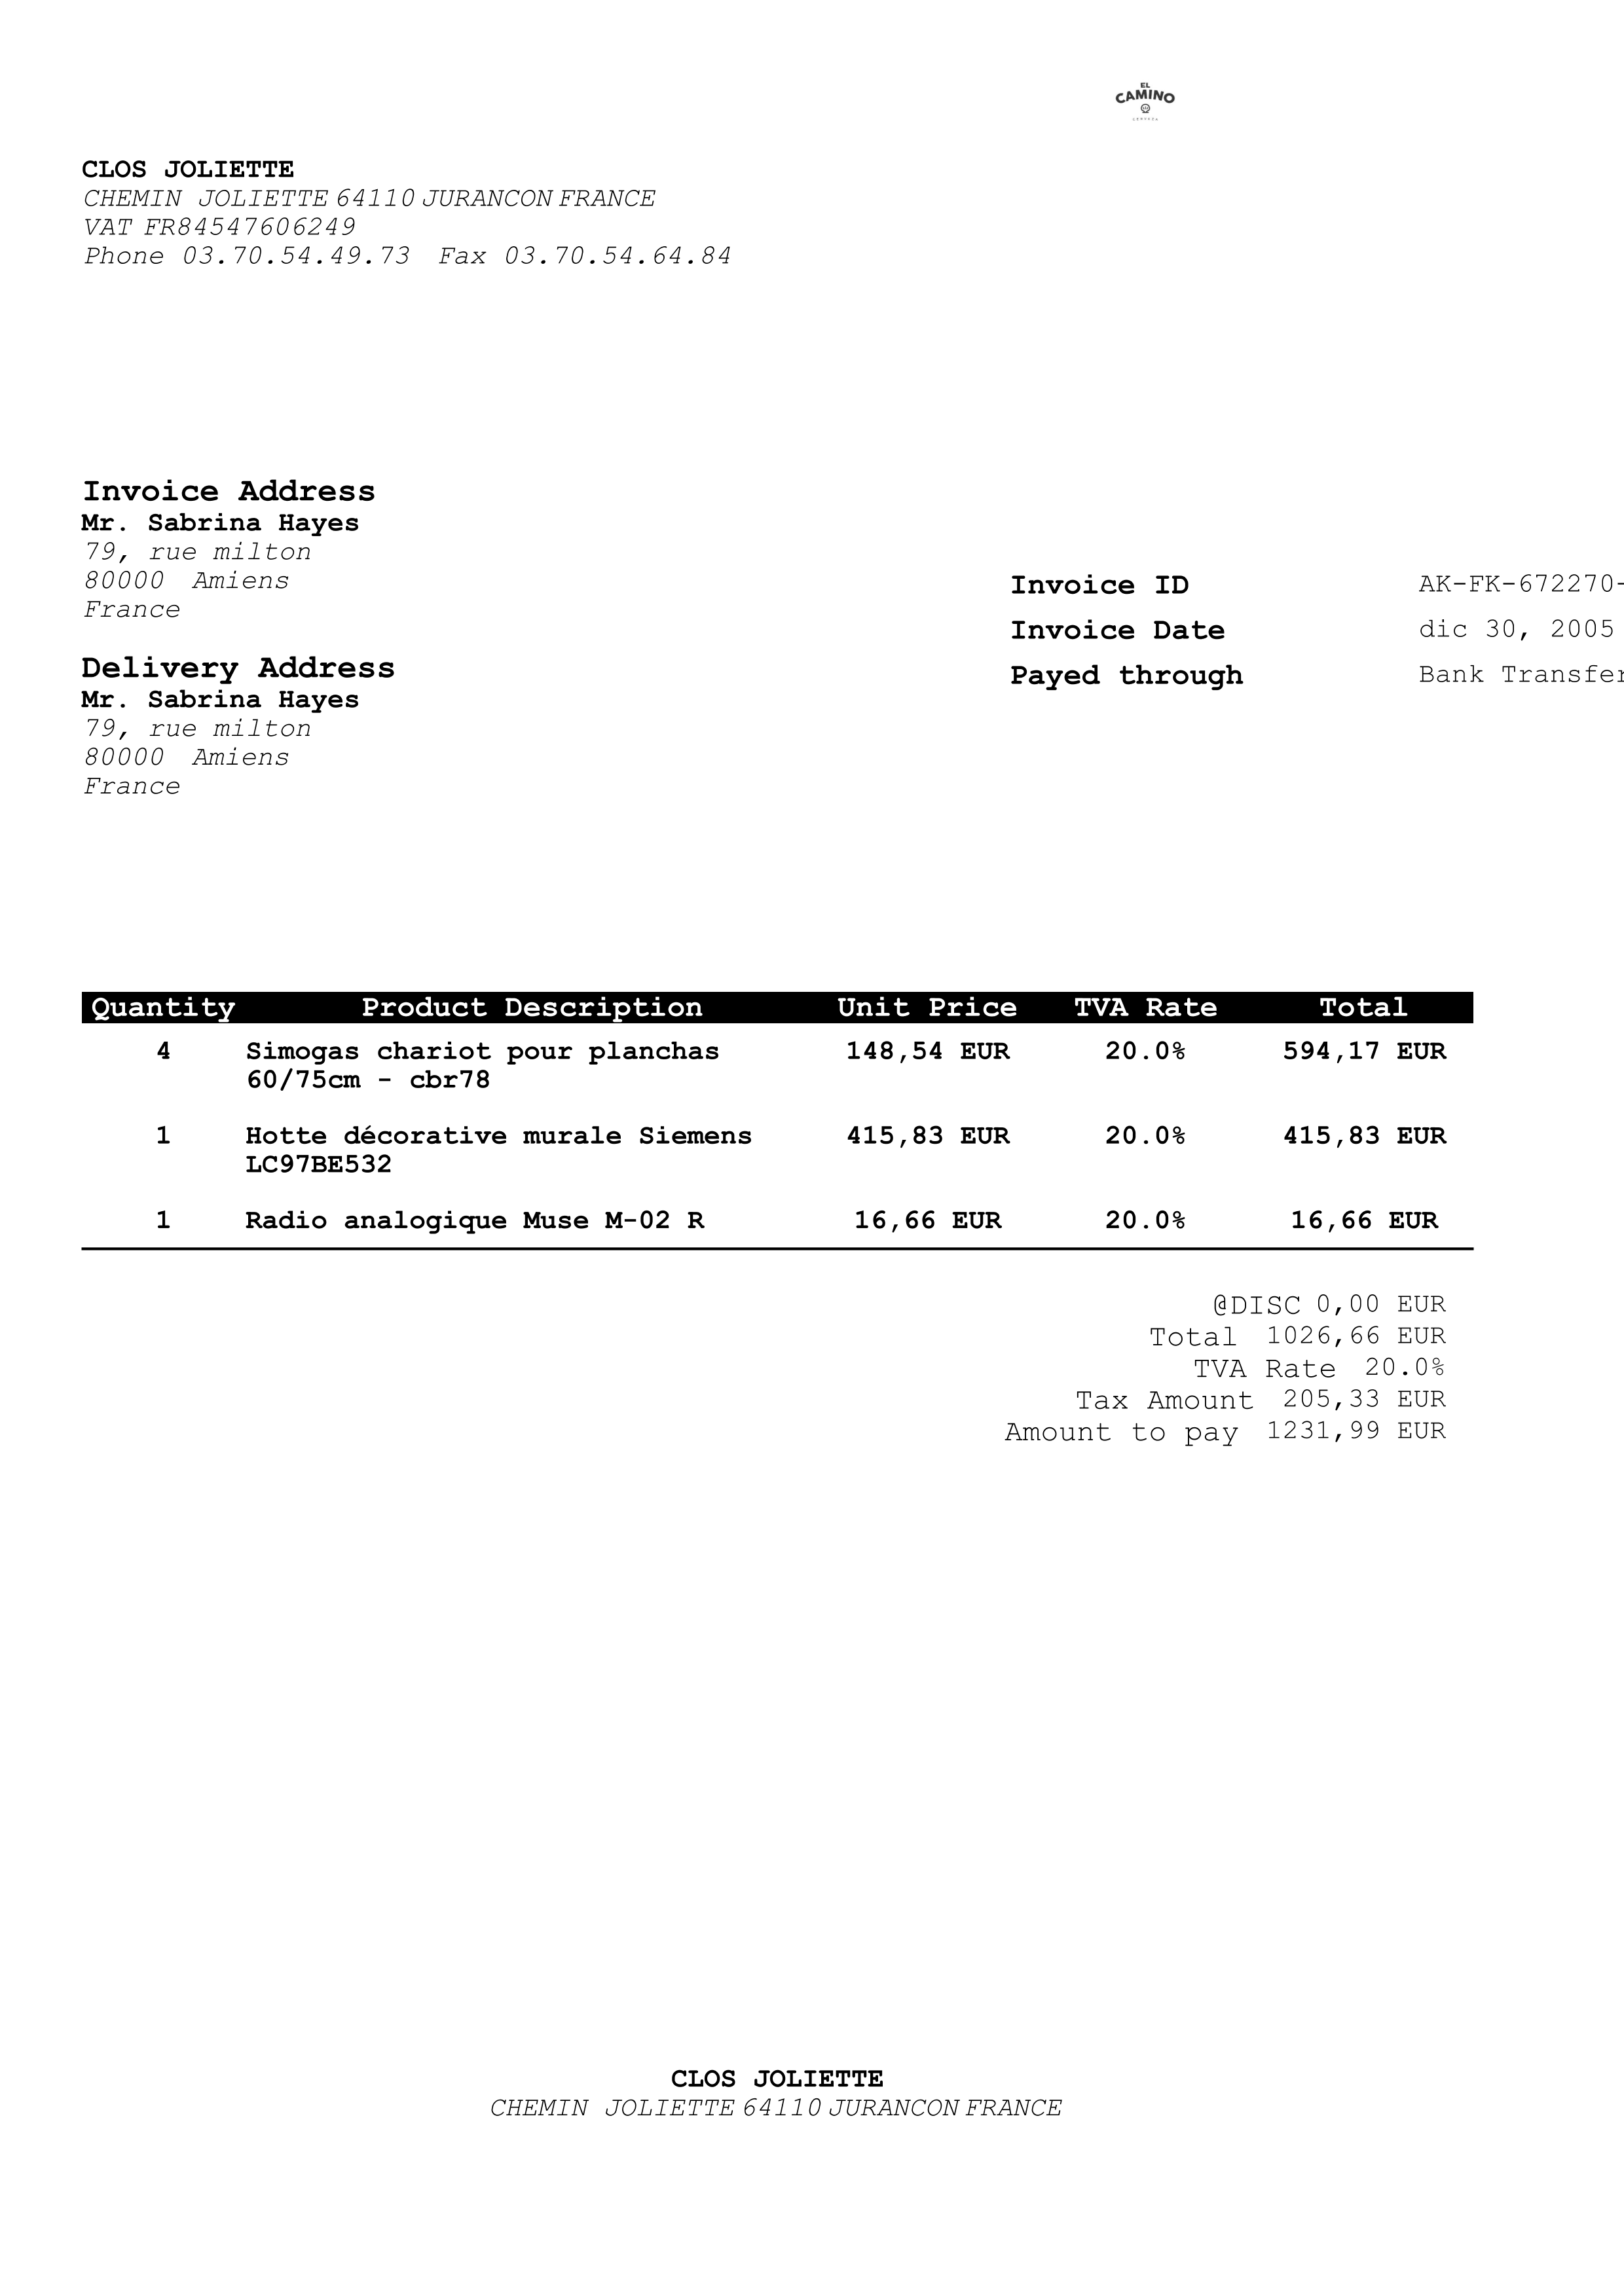 EL
CAMINO
CERVEZA
CLOS JOLIETTE
CHEMIN JOLIETTE 64110 JURANCON FRANCE
VAT FR84547606249
Phone 03.70.54.49.73 Fax 03.70.54.64.84
Invoice Address
Mr. Sabrina Hayes
79, rue milton
80000 Amiens
France
Invoice ID AK-FK-672270-
Invoice Date dic 30, 2005
Payed through Bank Transfer
Delivery Address
Mr. Sabrina Hayes
79, rue milton
80000 Amiens
France
Quantity Product Description Unit Price TVA Rate Total
4 Simogas chariot pour planchas 148,54 EUR 20.0% 594,17 EUR
60/75cm - cbr78
1 Hotte décorative murale Siemens 415,83 EUR 20.0% 415,83 EUR
LC97BE532
1 Radio analogique Muse M-02 R 16,66 EUR 20.0% 16,66 EUR
@DISC 0,00 EUR
Total 1026,66 EUR
TVA Rate 20.0%
Tax Amount 205,33 EUR
Amount to pay 1231,99 EUR
CLOS JOLIETTE
CHEMIN JOLIETTE 64110 JURANCON FRANCE